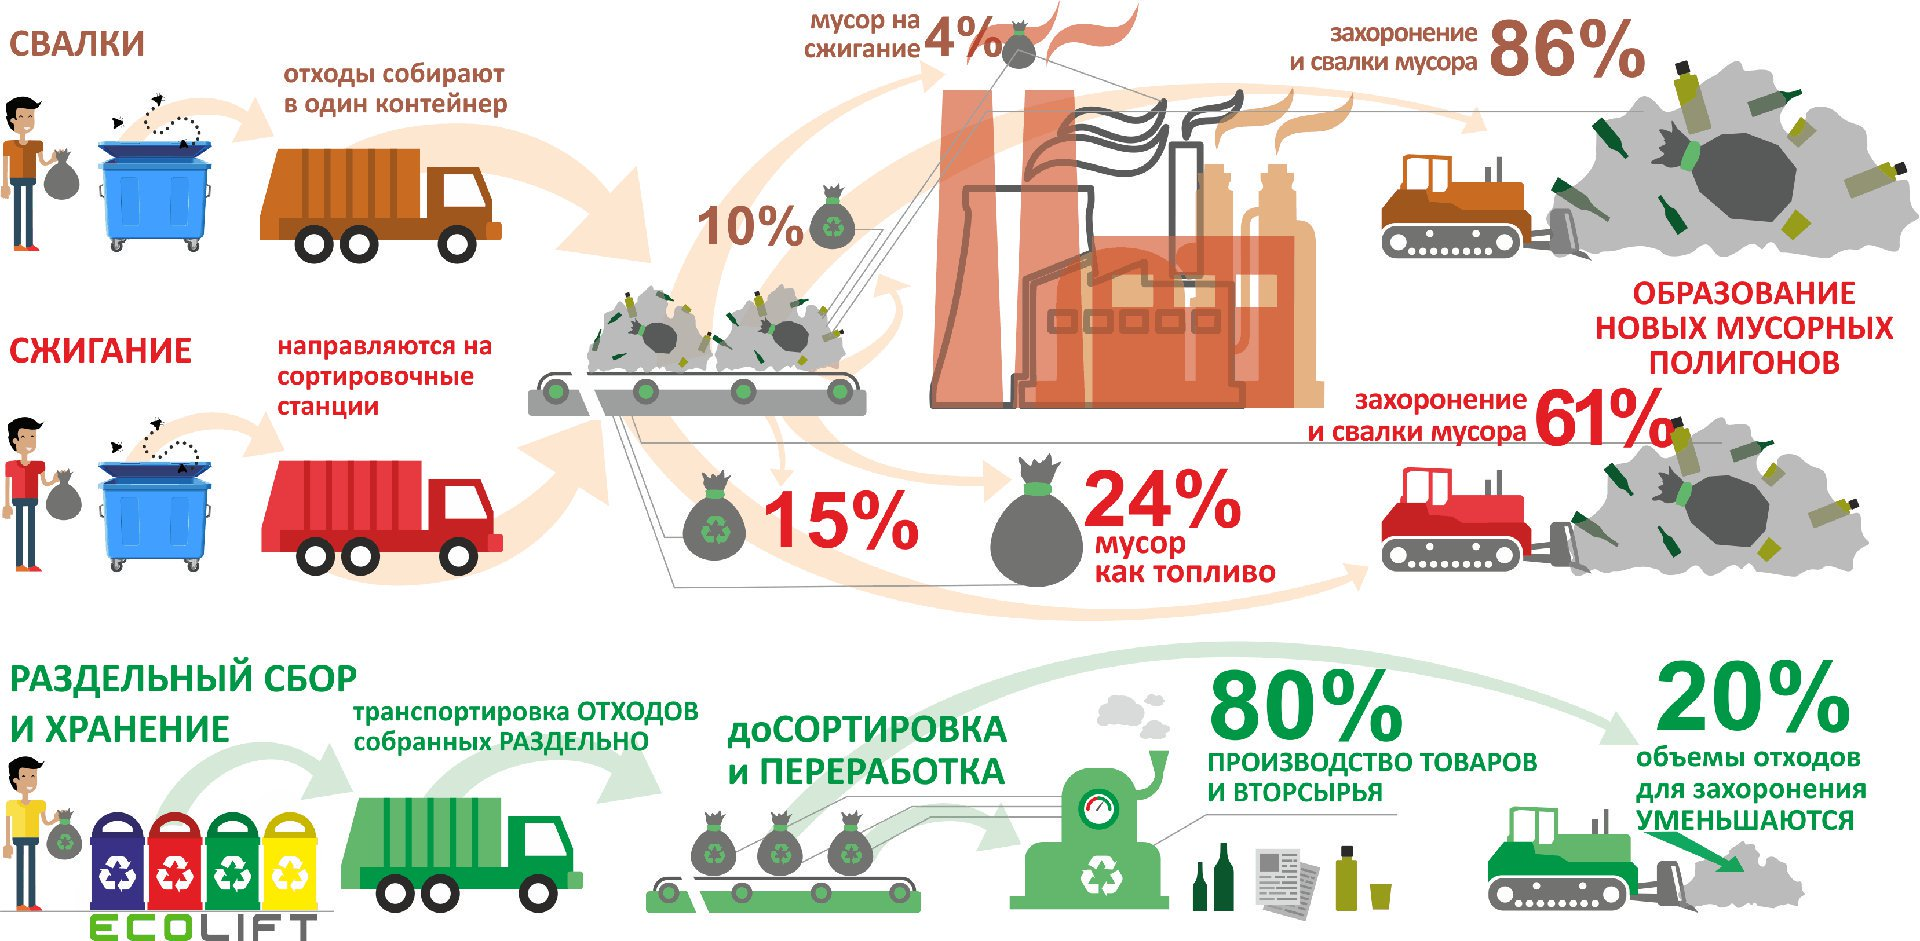 СВАЛКИ
отходы собирают
в один контейнер
мусор на
сжигание 4%
10%
захоронение
и свалки мусора 86%
ОБРАЗОВАНИЕ
НОВЫХ МУСОРНЫХ
ПОЛИГОНОВ
СЖИГАНИЕ
направляются на
сортировочные
станции
15%
24%
мусор
как топливо
захоронение
и свалки мусора 61%
РАЗДЕЛЬНЫЙ СБОР
И ХРАНЕНИЕ
транспортировка ОТХОДОВ
собранных РАЗДЕЛЬНО
доСОРТИРОВКА
и ПЕРЕРАБОТКА
80%
ПРОИЗВОДСТВО ТОВАРОВ
И ВТОРСЫРЬЯ
20%
объемы отходов
для захоронения
УМЕНЬШАЮТСЯ
ECOLIFT